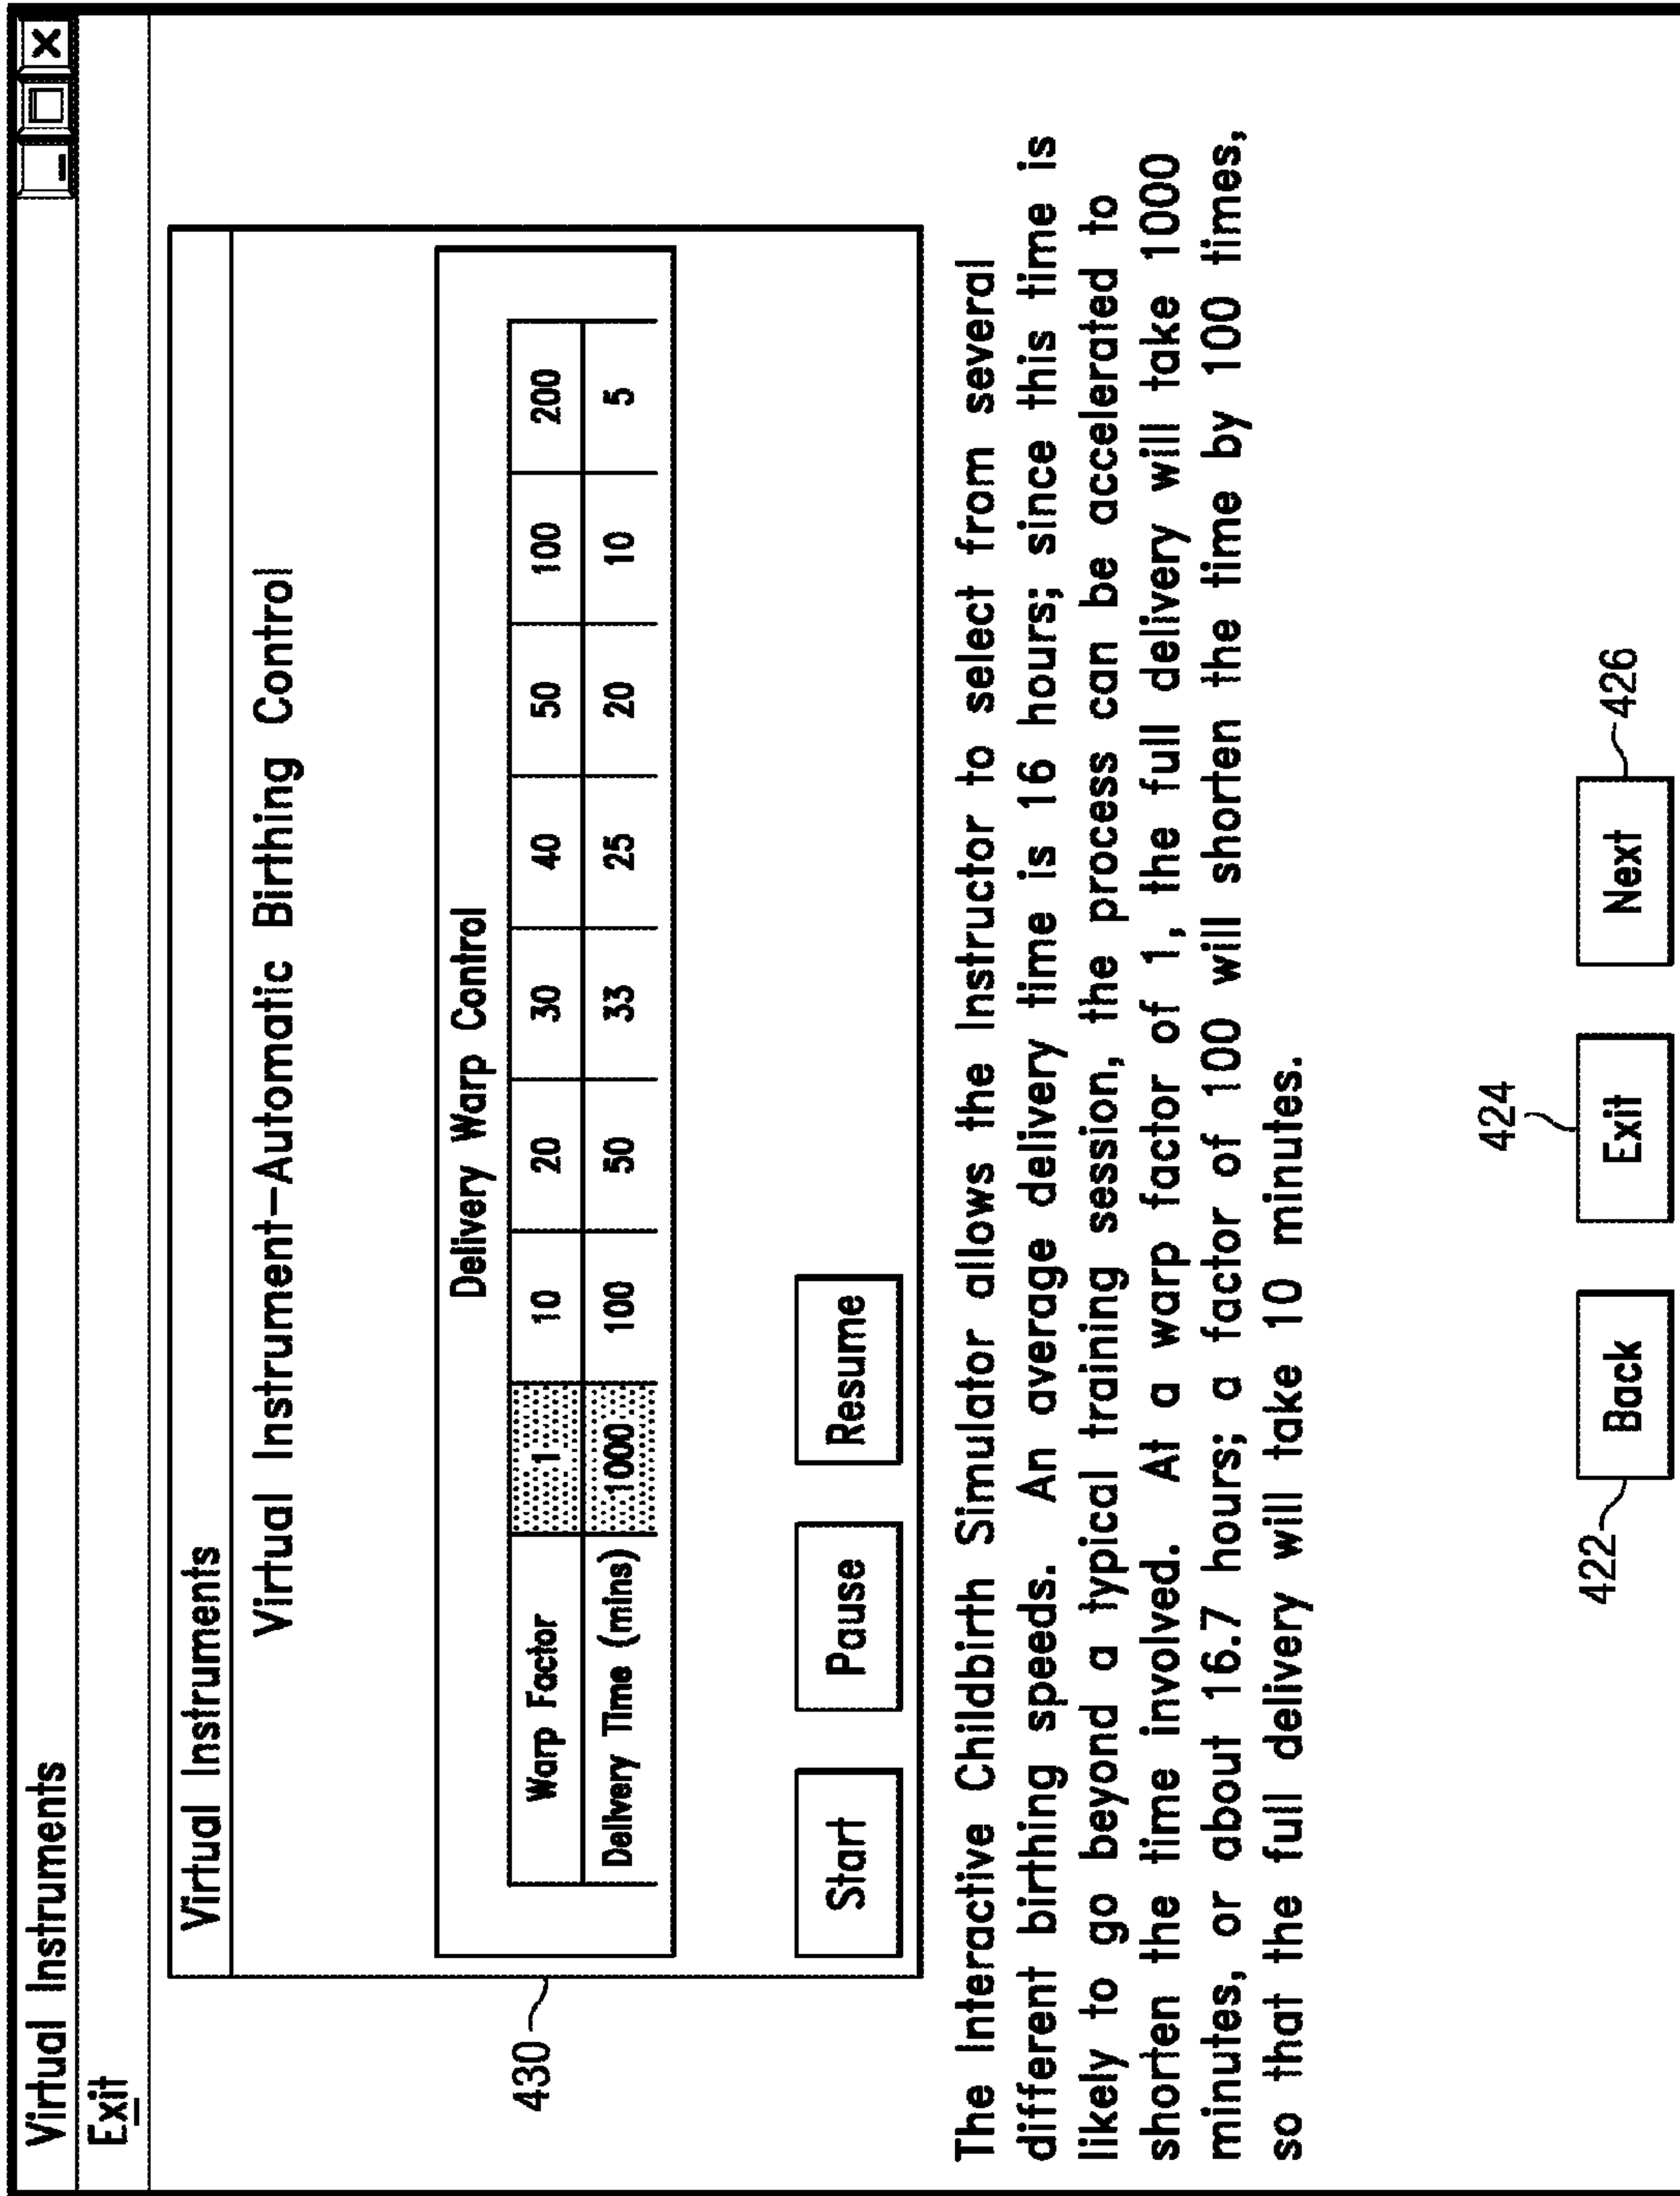 Virtual Instruments
Exit
Virtual Instruments
Virtual Instrument-Automatic Birthing Control
Delivery Warp Control
Warp Factor 1 10 20 30 40 50 100 200
Delivery Time (mins) 1000 100 50 33 25 20 10 5
430
Start Pause Resume
The Interactive Childbirth Simulator allows the Instructor to select from several
different birthing speeds. An average delivery time is 16 hours; since this time is
likely to go beyond a typical training session, the process can be accelerated to
shorten the time involved. At a warp factor of 1, the full delivery will take 1000
minutes, or about 16.7 hours; a factor of 100 will shorten the time by 100 times,
so that the full delivery will take 10 minutes.
424
422 Back Exit Next 426